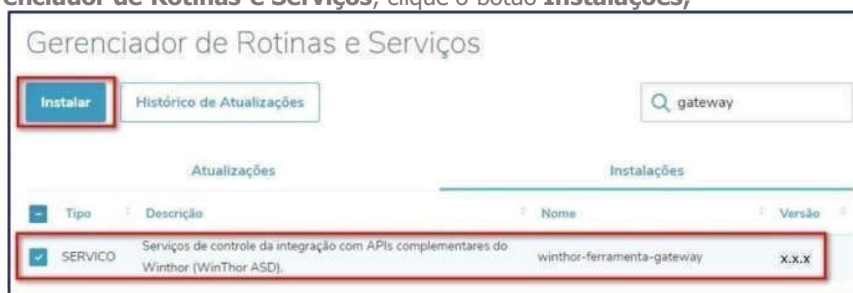 enciador de Rotinas e Serviços, clique o botão Instalações,
Gerenciador de Rotinas e Serviços
Instalar Histórico de Atualizações gateway
Atualizações Instalações
Tipo Descrição Nome Versão
SERVICO Serviços de controle da integração com APIs complementares do winthor-ferramenta-gateway x.x.x
Winthor (WinThor ASD).